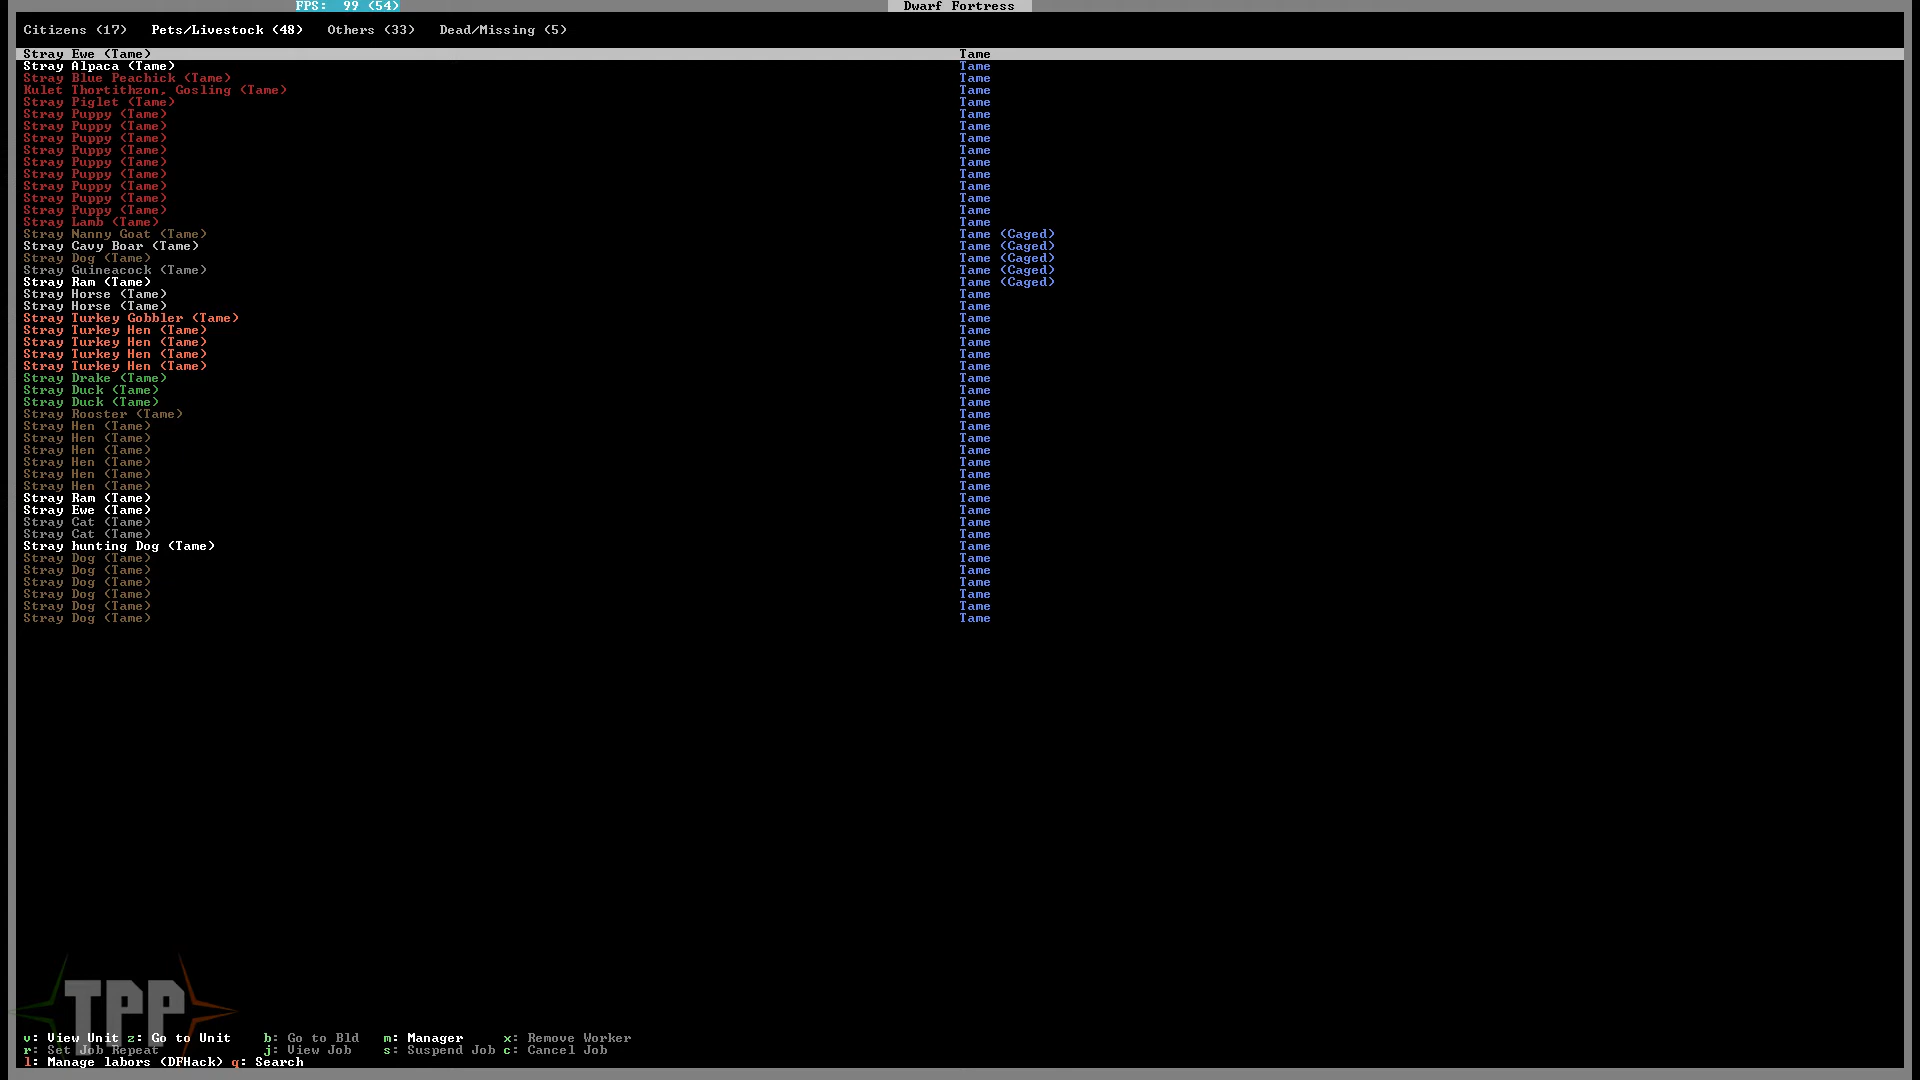 FPS:  99 (54)
Dwarf Fortress
Citizens (17) Pets/Livestock (48) Others (33) Dead/Missing (5)
Stray Ewe (Tame) Tame
Stray Alpaca (Tame) Tame
Stray Blue Peachick (Tame) Tame
Kulet Thortithzon, Gosling (Tame) Tame
Stray Piglet (Tame) Tame
Stray Puppy (Tame) Tame
Stray Puppy (Tame) Tame
Stray Puppy (Tame) Tame
Stray Puppy (Tame) Tame
Stray Puppy (Tame) Tame
Stray Puppy (Tame) Tame
Stray Puppy (Tame) Tame
Stray Puppy (Tame) Tame
Stray Puppy (Tame) Tame
Stray Lamb (Tame) Tame
Stray Nanny Goat (Tame) Tame (Caged)
Stray Cavy Boar (Tame) Tame (Caged)
Stray Dog (Tame) Tame (Caged)
Stray Guineacock (Tame) Tame (Caged)
Stray Ram (Tame) Tame (Caged)
Stray Horse (Tame) Tame
Stray Horse (Tame) Tame
Stray Turkey Gobbler (Tame) Tame
Stray Turkey Hen (Tame) Tame
Stray Turkey Hen (Tame) Tame
Stray Turkey Hen (Tame) Tame
Stray Turkey Hen (Tame) Tame
Stray Drake (Tame) Tame
Stray Duck (Tame) Tame
Stray Duck (Tame) Tame
Stray Rooster (Tame) Tame
Stray Hen (Tame) Tame
Stray Hen (Tame) Tame
Stray Hen (Tame) Tame
Stray Hen (Tame) Tame
Stray Hen (Tame) Tame
Stray Hen (Tame) Tame
Stray Ram (Tame) Tame
Stray Ewe (Tame) Tame
Stray Cat (Tame) Tame
Stray Cat (Tame) Tame
Stray hunting Dog (Tame) Tame
Stray Dog (Tame) Tame
Stray Dog (Tame) Tame
Stray Dog (Tame) Tame
Stray Dog (Tame) Tame
Stray Dog (Tame) Tame
Stray Dog (Tame) Tame
TPP
v: View Unit z: Go to Unit b: Go to Bld m: Manager x: Remove Worker
r: Set Job Repeat j: View Job s: Suspend Job c: Cancel Job
l: Manage labors (DFHack) q: Search